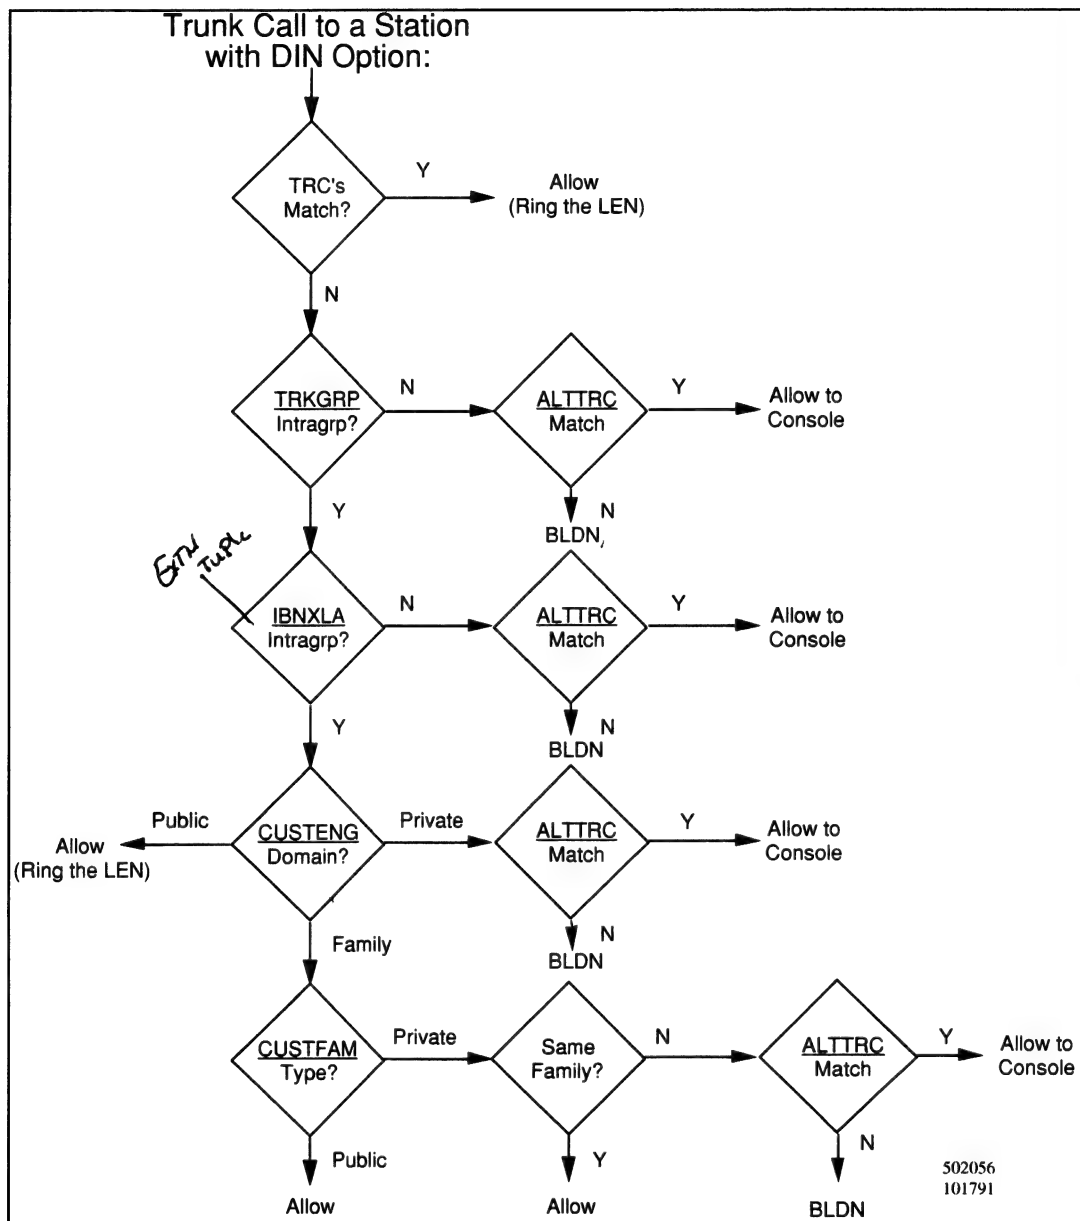 Trunk Call to a Station
with DIN Option:
TRC's
Match?
Y
Allow
(Ring the LEN)
N
TRKGRP
Intragrp?
N
ALTTRC
Match
Y
Allow to
Console
Y
N
BLDN
EXTN
TUPLE
IBNXLA
Intragrp?
N
ALTTRC
Match
Y
Allow to
Console
Y
N
BLDN
Public
Allow
(Ring the LEN)
CUSTENG
Domain?
Private
ALTTRC
Match
Y
Allow to
Console
Family
N
BLDN
CUSTFAM
Type?
Private
Same
Family?
N
ALTTRC
Match
Y
Allow to
Console
Public
Allow
Y
Allow
N
BLDN
502056
101791